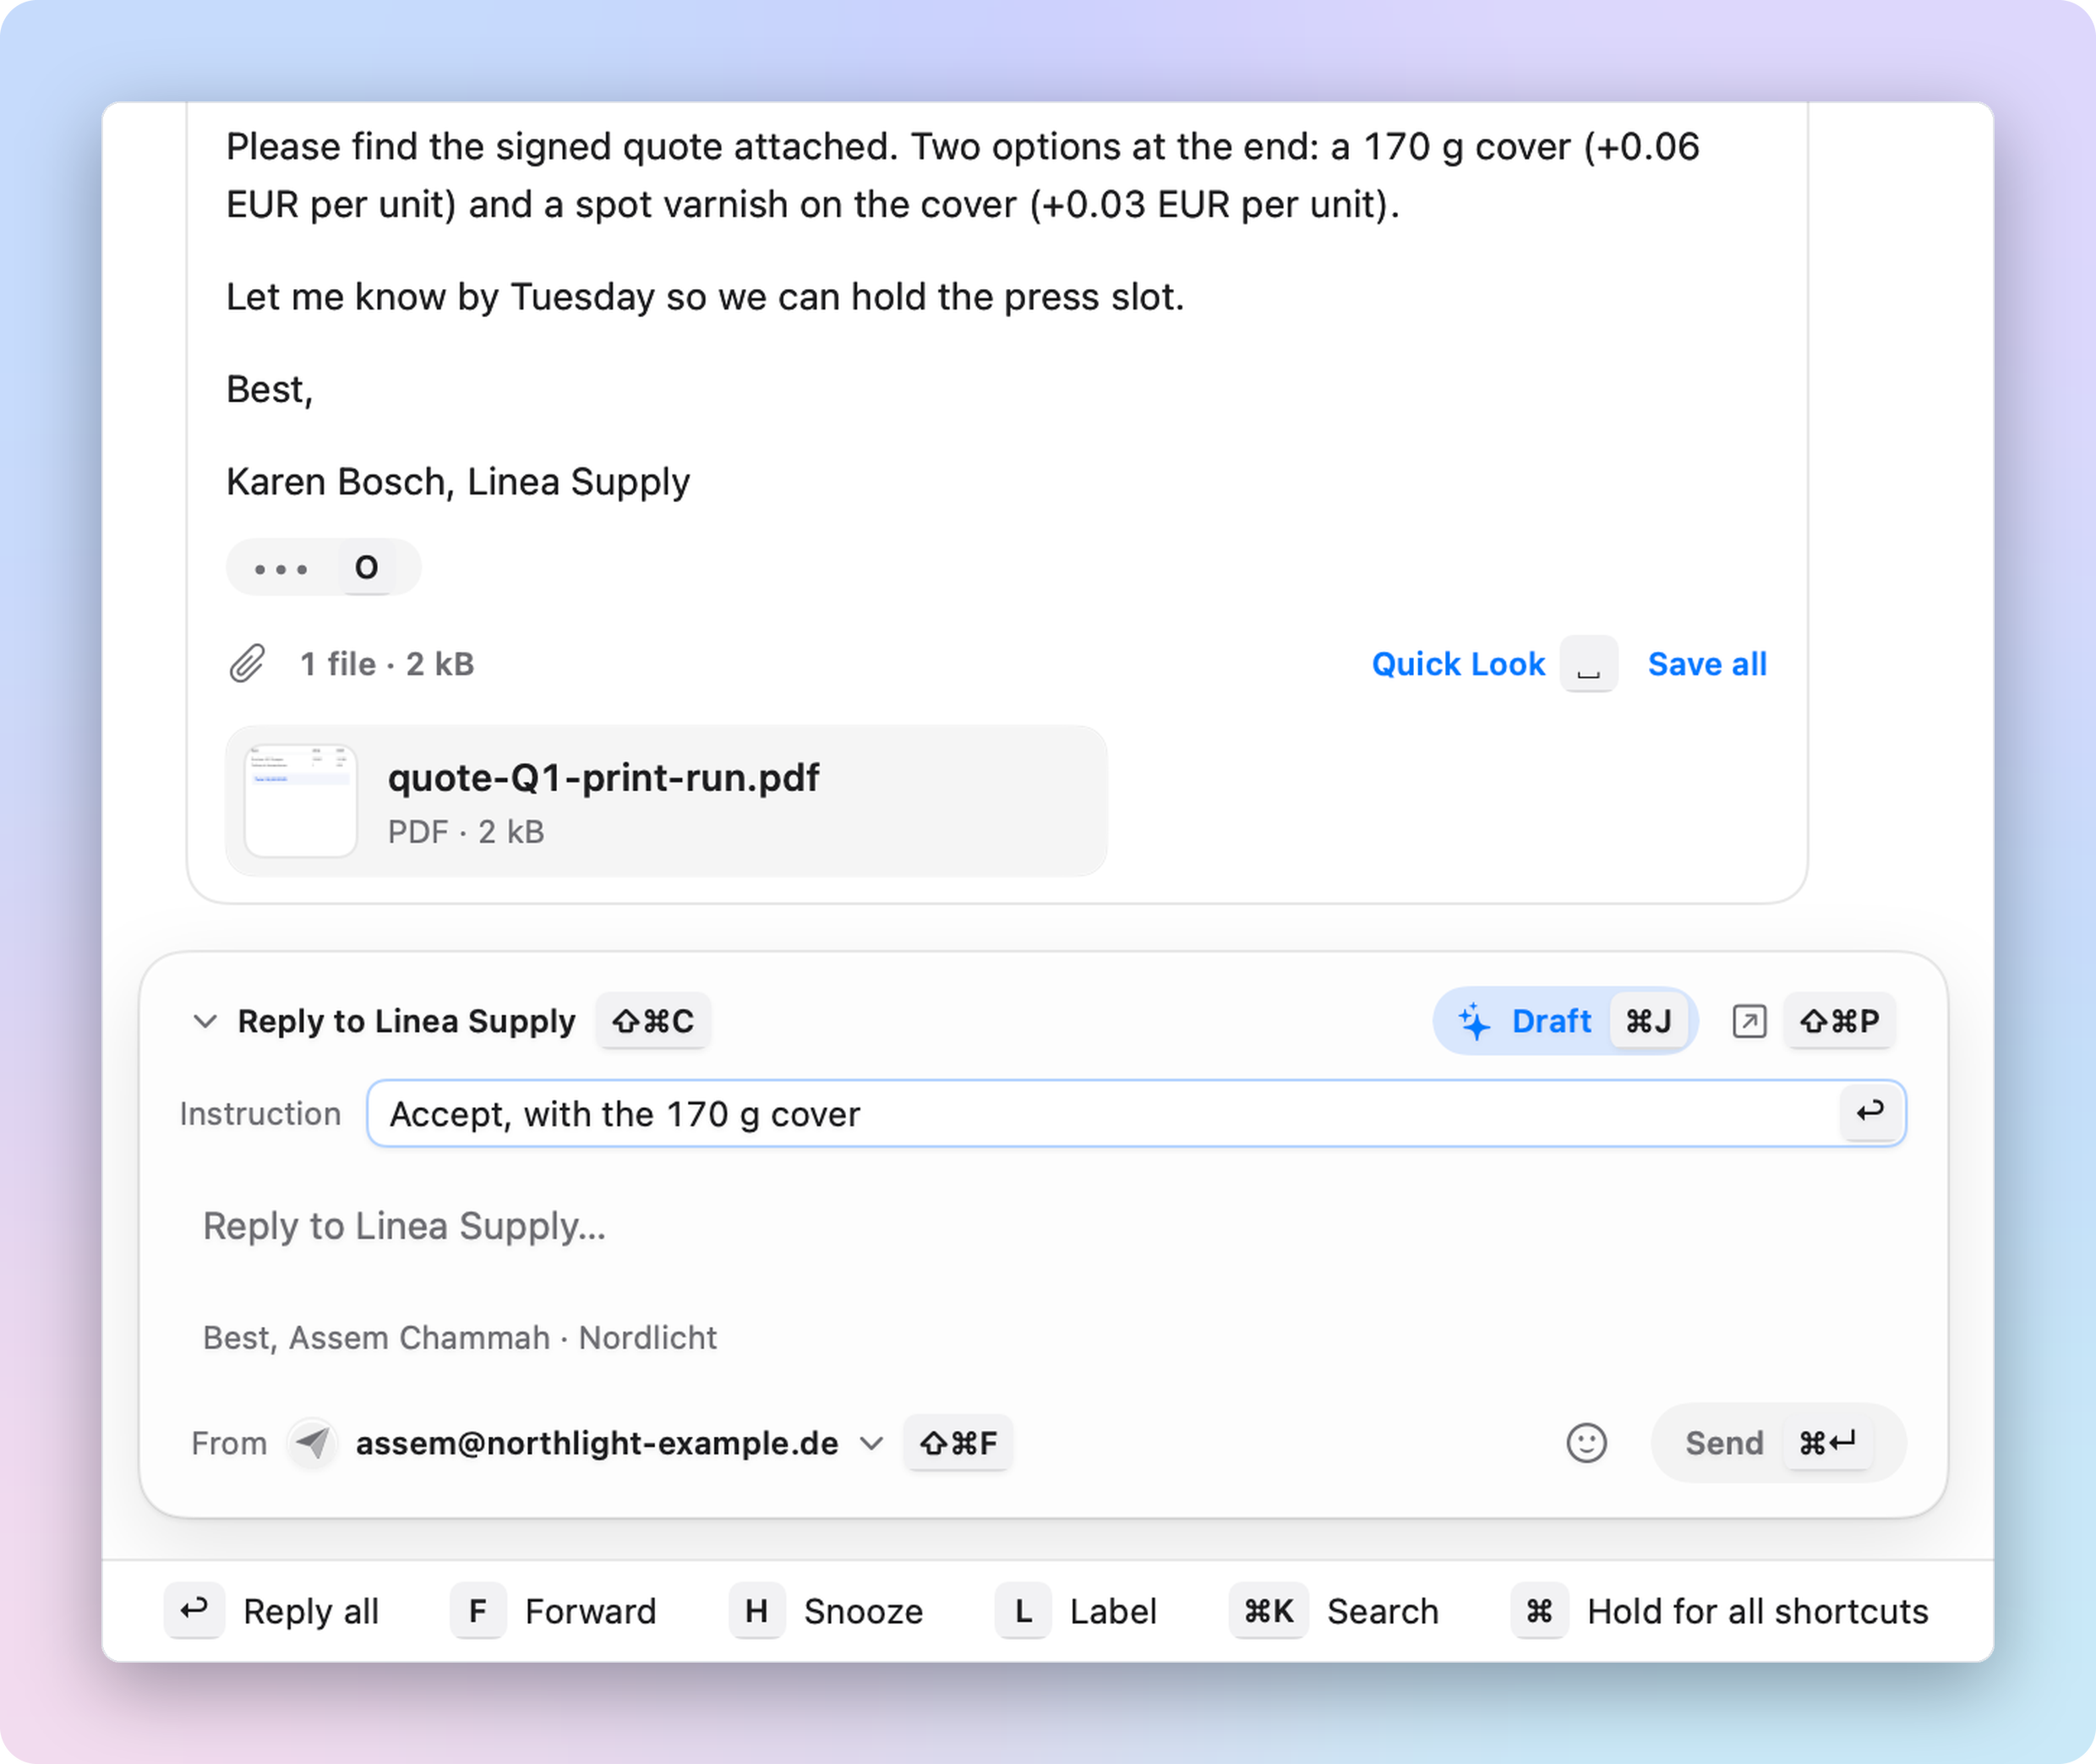 Please find the signed quote attached. Two options at the end: a 170 g cover (+0.06
EUR per unit) and a spot varnish on the cover (+0.03 EUR per unit).
Let me know by Tuesday so we can hold the press slot.
Best,
Karen Bosch, Linea Supply
••• O
1 file · 2 kB Quick Look ⎵ Save all
quote-Q1-print-run.pdf
PDF · 2 kB
Reply to Linea Supply ⇧⌘C Draft ⌘J ⇧⌘P
Instruction Accept, with the 170 g cover ↩
Reply to Linea Supply...
Best, Assem Chammah · Nordlicht
From assem@northlight-example.de ⇧⌘F Send ⌘↵
↩ Reply all F Forward H Snooze L Label ⌘K Search ⌘ Hold for all shortcuts